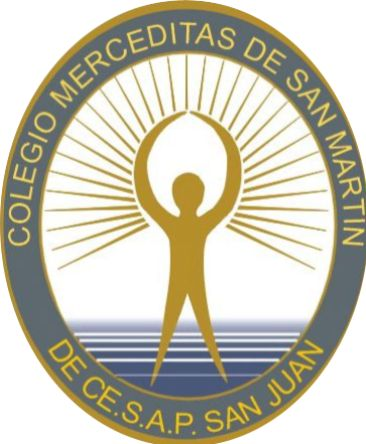 COLEGIO MERCEDITAS DE SAN MARTIN
DE CE.S.A.P. SAN JUAN